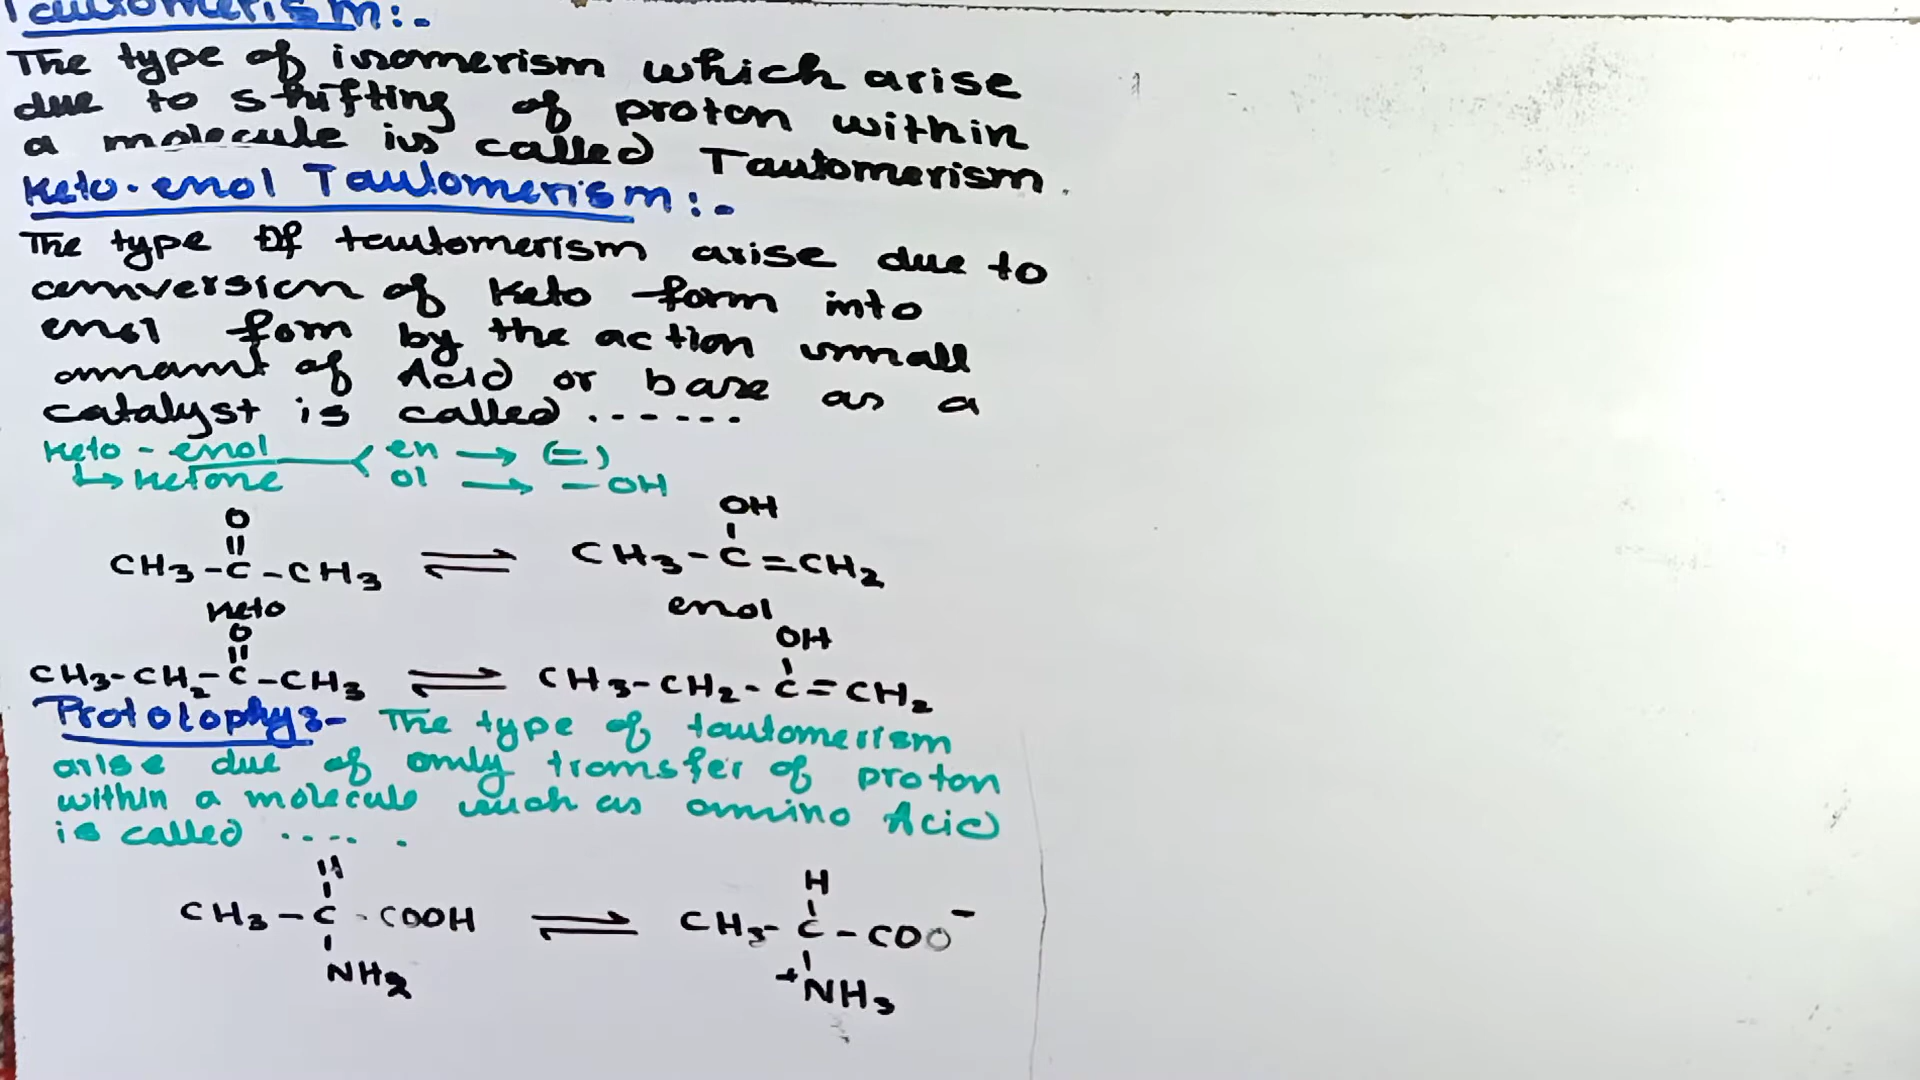 Tautomerism:-
The type of isomerism which arise
due to shifting of proton within
a molecule is called Tautomerism.
Keto-enol Tautomerism:-
The type Of tautomerism arise due to
conversion of Keto form into
enol fom by the action small
amamt of Acid or base as a
catalyst is called ......
Keto - enol en → (=)
↳ Ketone ol → -OH
O OH
CH3-C-CH3 ⇌ CH3-C=CH2
Keto enol
O OH
CH3-CH2-C-CH3 ⇌ CH3-CH2-C=CH2
Prototophy:- The type of tautomerism
arise due of only transfer of proton
within a molecule such as amino Acid
is called .....
H H
CH3-C-COOH ⇌ CH3-C-COO-
NH2 +NH3